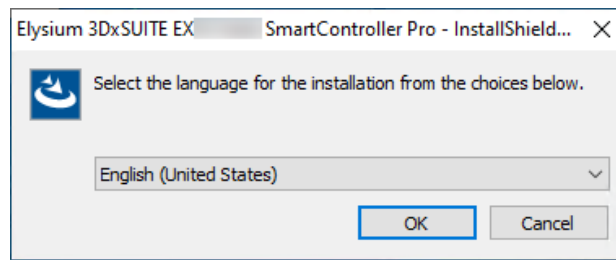 Elysium 3DxSUITE EX SmartController Pro - InstallShield...
Select the language for the installation from the choices below.
English (United States)
OK Cancel